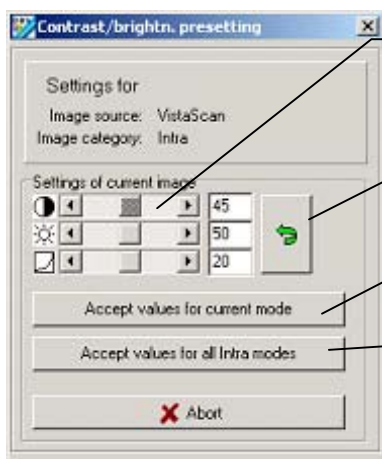 Contrast/brightn. presetting
Settings for
Image source: VistaScan
Image category: Intra
Settings of current image
45
50
20
Accept values for current mode
Accept values for all Intra modes
Abort